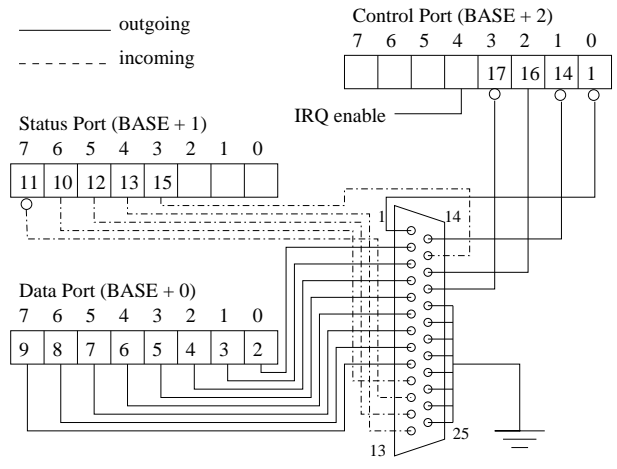 outgoing
incoming
Control Port (BASE + 2)
7 6 5 4 3 2 1 0
17 16 14 1
IRQ enable
Status Port (BASE + 1)
7 6 5 4 3 2 1 0
11 10 12 13 15
1 14
Data Port (BASE + 0)
7 6 5 4 3 2 1 0
9 8 7 6 5 4 3 2
13 25